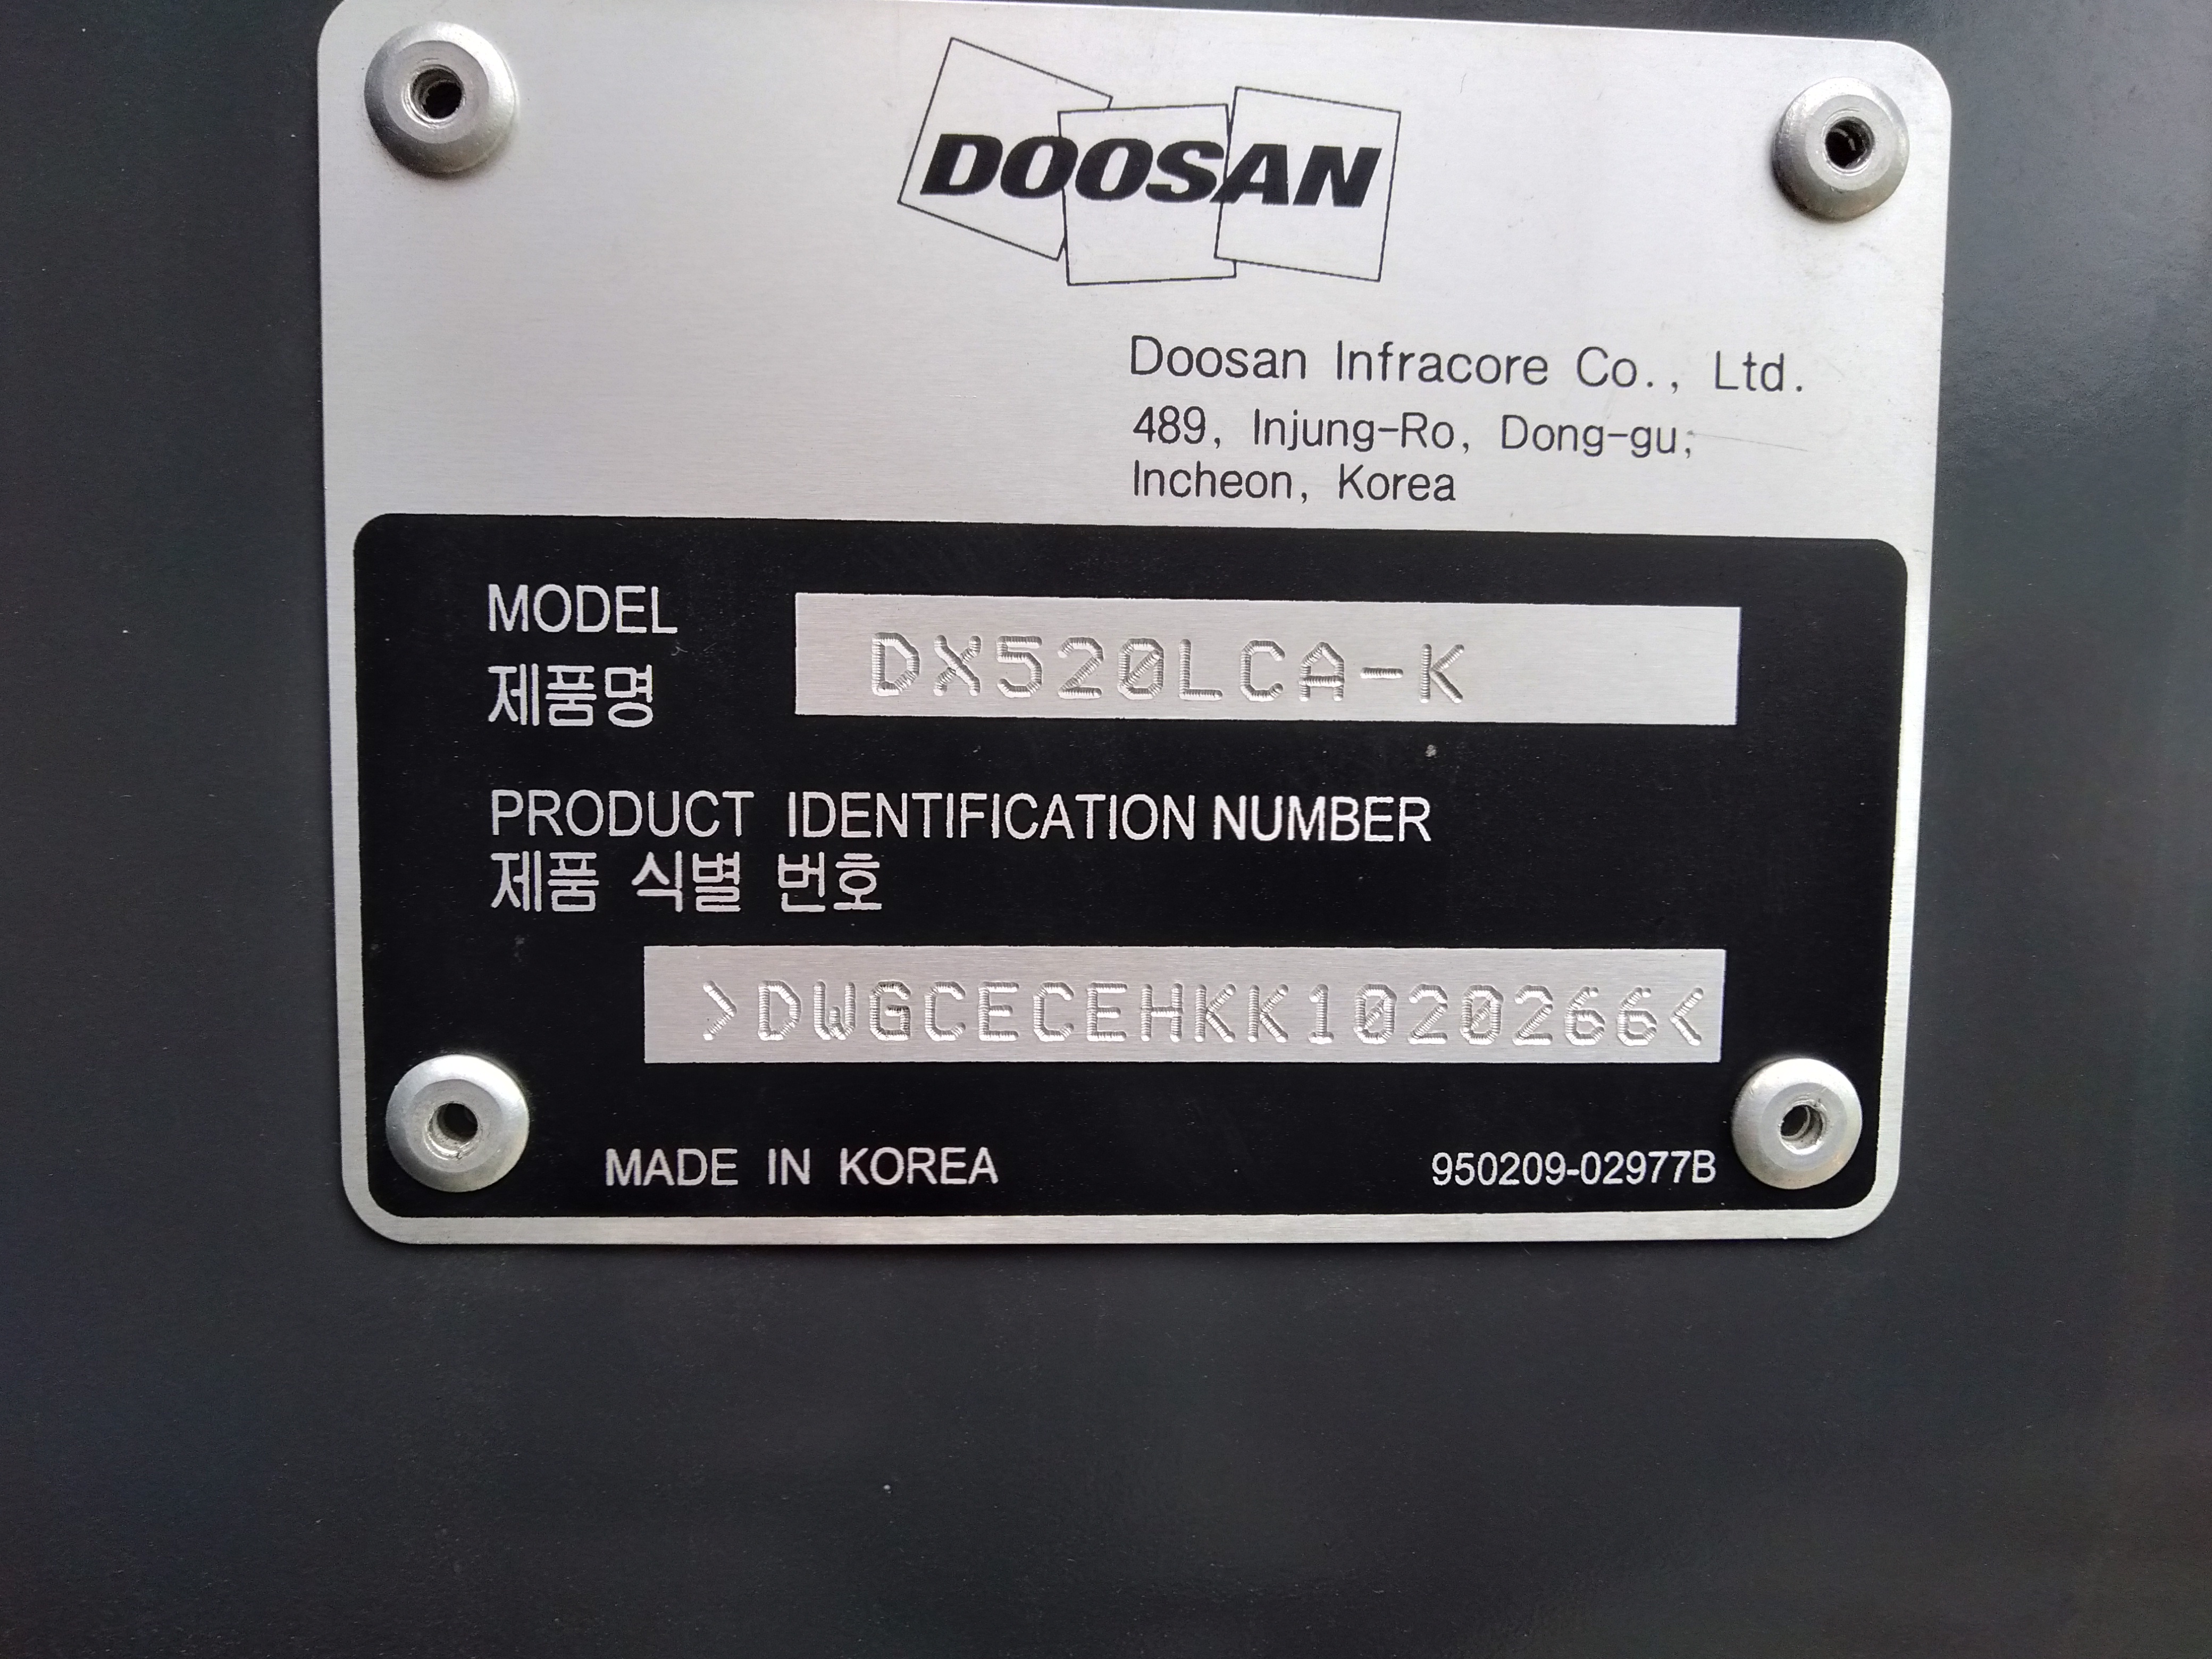 DOOSAN
Doosan Infracore Co., Ltd.
489, Injung-Ro, Dong-gu,
Incheon, Korea
MODEL
제품명
DX520LCA-K
PRODUCT IDENTIFICATION NUMBER
제품 식별 번호
>DWGCECEHKK1020266<
MADE IN KOREA
950209-02977B